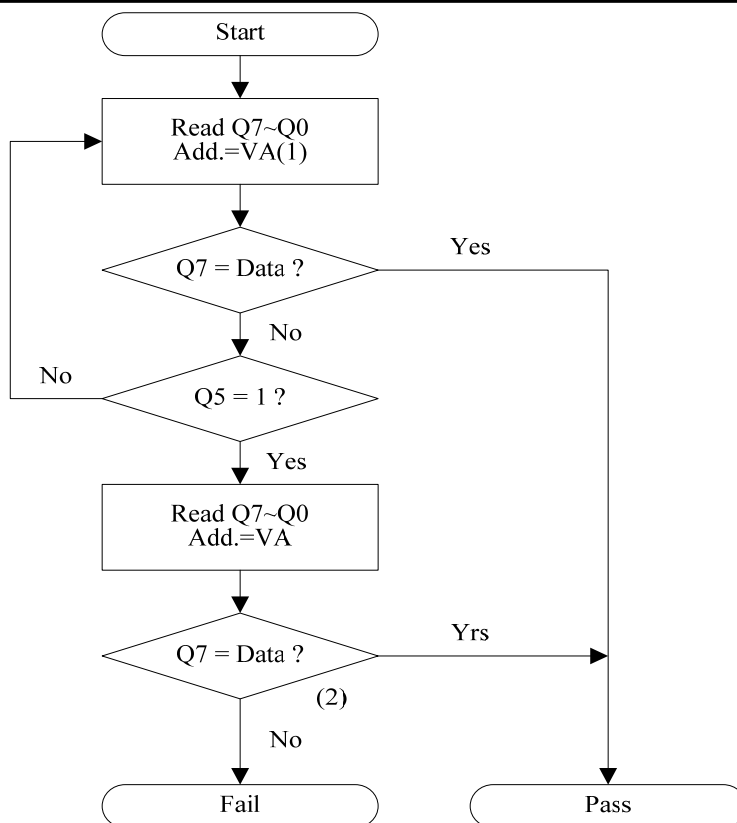 Start
Read Q7~Q0
Add.=VA(1)
Q7 = Data ?
Yes
No
No
Q5 = 1 ?
Yes
Read Q7~Q0
Add.=VA
Q7 = Data ?
Yrs
(2)
No
Fail
Pass